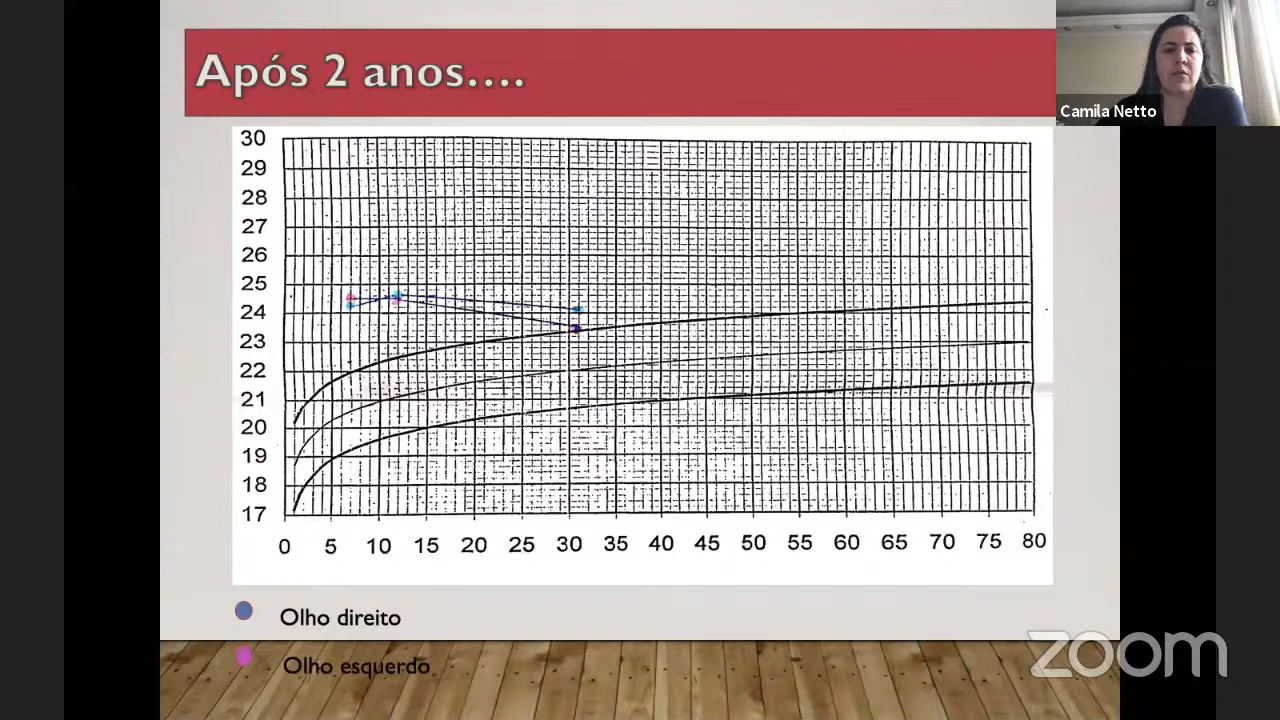 Após 2 anos....
Camila Netto
30
29
28
27
26
25
24
23
22
21
20
19
18
17
0 5 10 15 20 25 30 35 40 45 50 55 60 65 70 75 80
Olho direito
Olho esquerdo
zoom